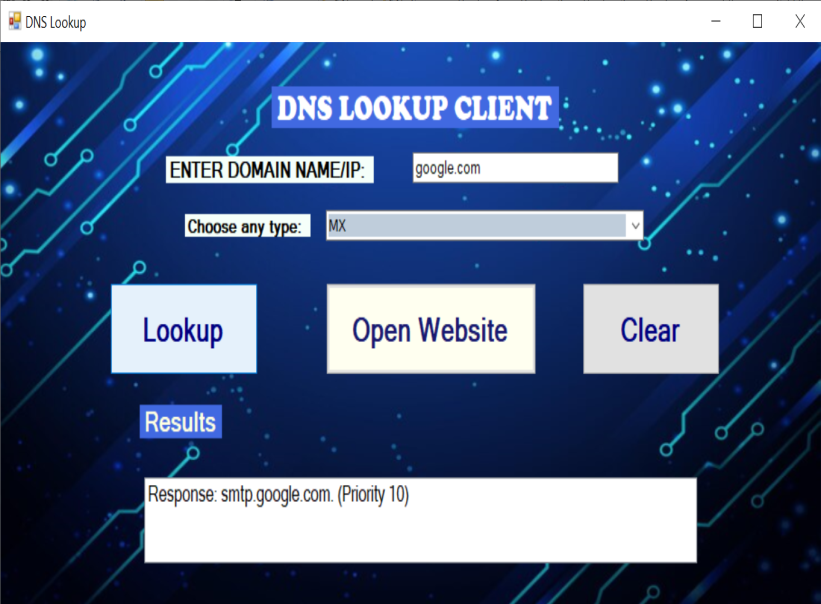 DNS Lookup
DNS LOOKUP CLIENT
ENTER DOMAIN NAME/IP: google.com
Choose any type: MX
Lookup Open Website Clear
Results
Response: smtp.google.com. (Priority 10)